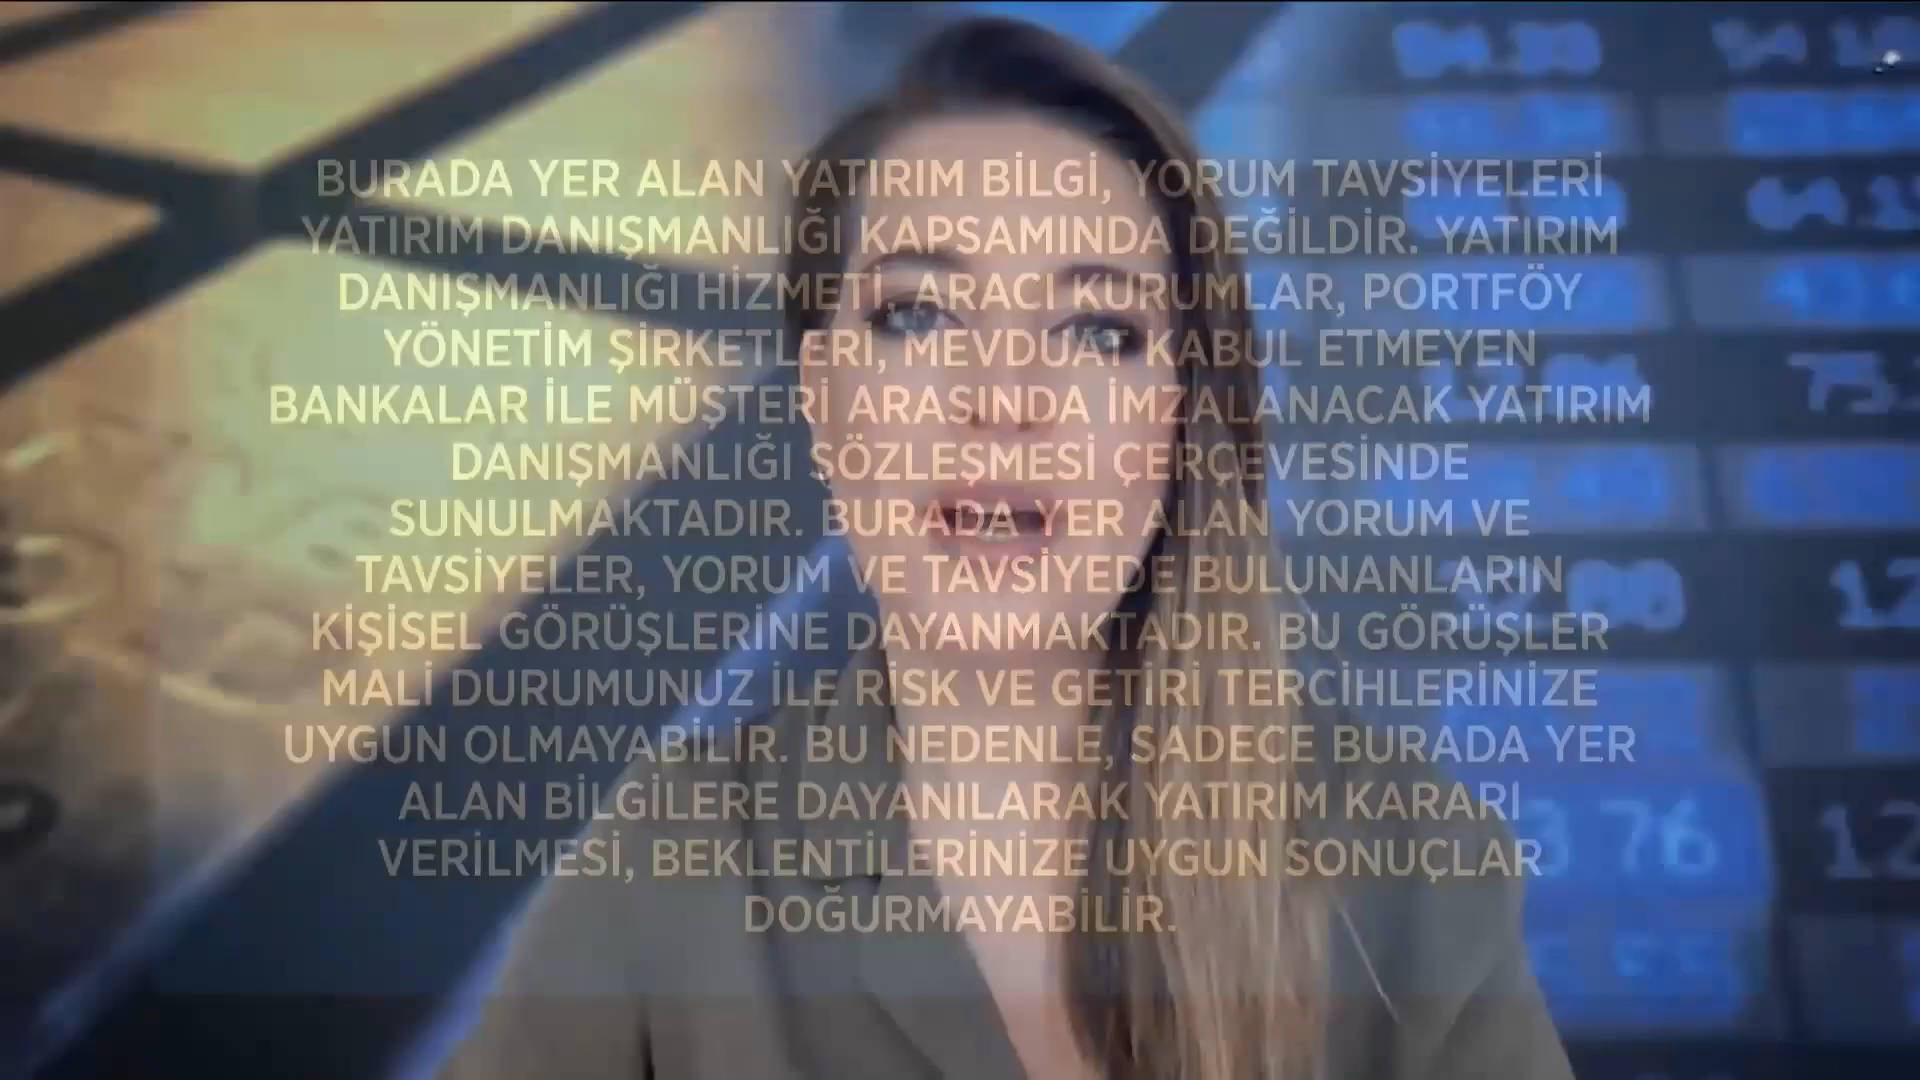 BURADA YER ALAN YATIRIM BİLGİ, YORUM TAVSİYELERİ
YATIRIM DANIŞMANLIĞI KAPSAMINDA DEĞİLDİR. YATIRIM
DANIŞMANLIĞI HİZMETİ, ARACI KURUMLAR, PORTFÖY
YÖNETİM ŞİRKETLERİ, MEVDUAT KABUL ETMEYEN
BANKALAR İLE MÜŞTERİ ARASINDA İMZALANACAK YATIRIM
DANIŞMANLIĞI SÖZLEŞMESİ ÇERÇEVESİNDE
SUNULMAKTADIR. BURADA YER ALAN YORUM VE
TAVSİYELER, YORUM VE TAVSİYEDE BULUNANLARIN
KİŞİSEL GÖRÜŞLERİNE DAYANMAKTADIR. BU GÖRÜŞLER
MALİ DURUMUNUZ İLE RİSK VE GETİRİ TERCİHLERİNİZE
UYGUN OLMAYABİLİR. BU NEDENLE, SADECE BURADA YER
ALAN BİLGİLERE DAYANILARAK YATIRIM KARARI
VERİLMESİ, BEKLENTİLERİNİZE UYGUN SONUÇLAR
DOĞURMAYABİLİR.